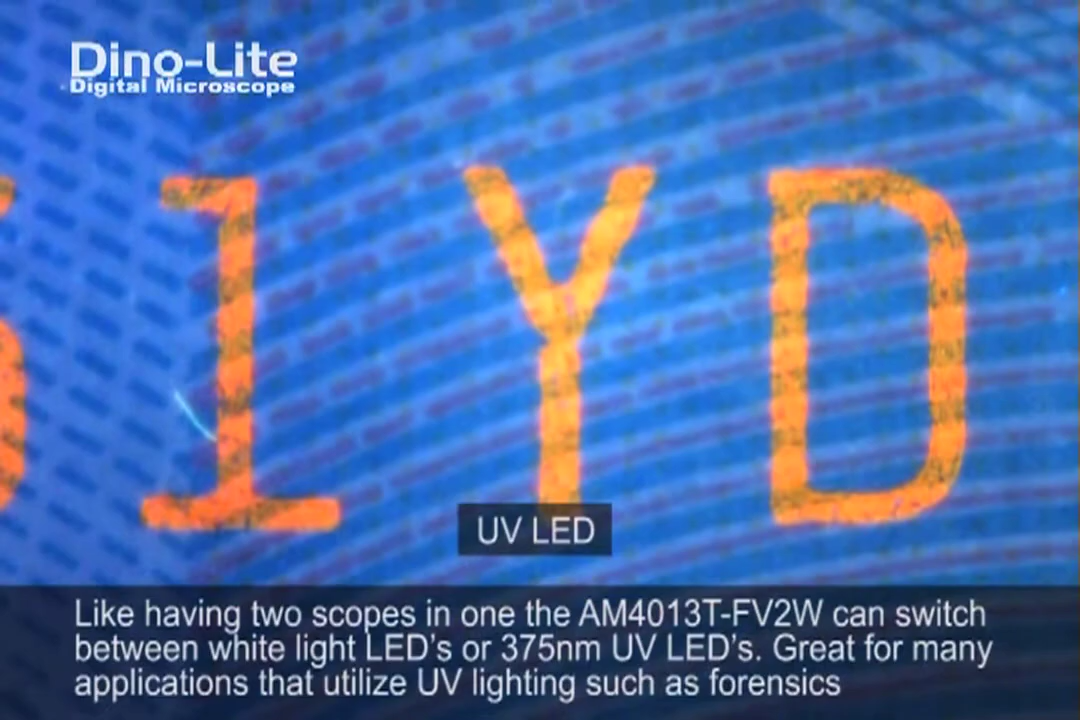 Dino-Lite
Digital Microscope
1YD
UV LED
Like having two scopes in one the AM4013T-FV2W can switch
between white light LED's or 375nm UV LED's. Great for many
applications that utilize UV lighting such as forensics